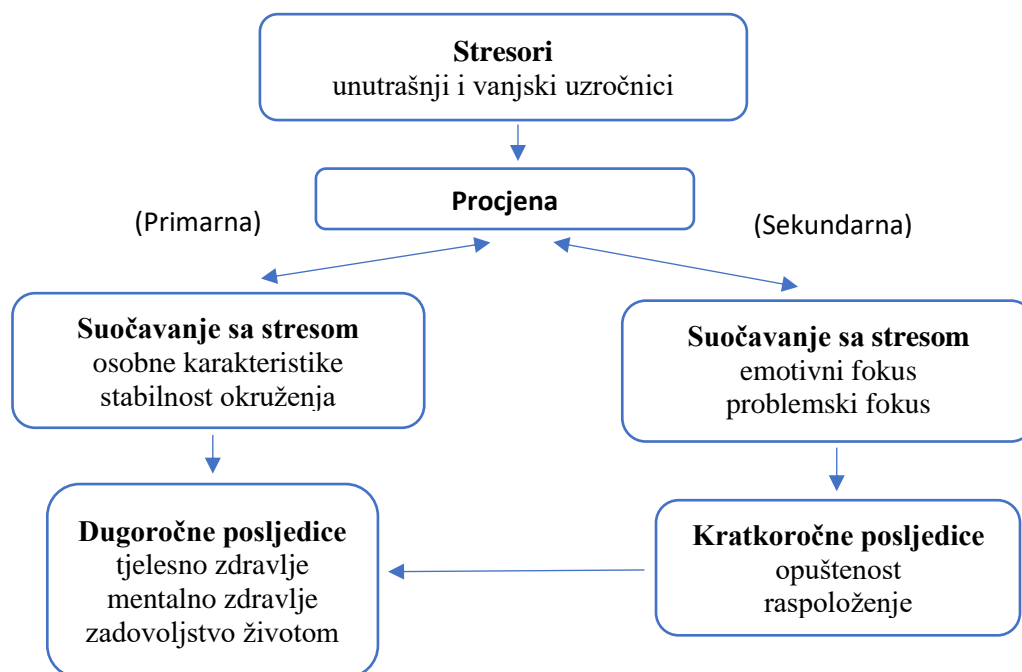 Stresori
unutrašnji i vanjski uzročnici
Procjena
(Primarna)
(Sekundarna)
Suočavanje sa stresom
osobne karakteristike
stabilnost okruženja
Suočavanje sa stresom
emotivni fokus
problemski fokus
Dugoročne posljedice
tjelesno zdravlje
mentalno zdravlje
zadovoljstvo životom
Kratkoročne posljedice
opuštenost
raspoloženje